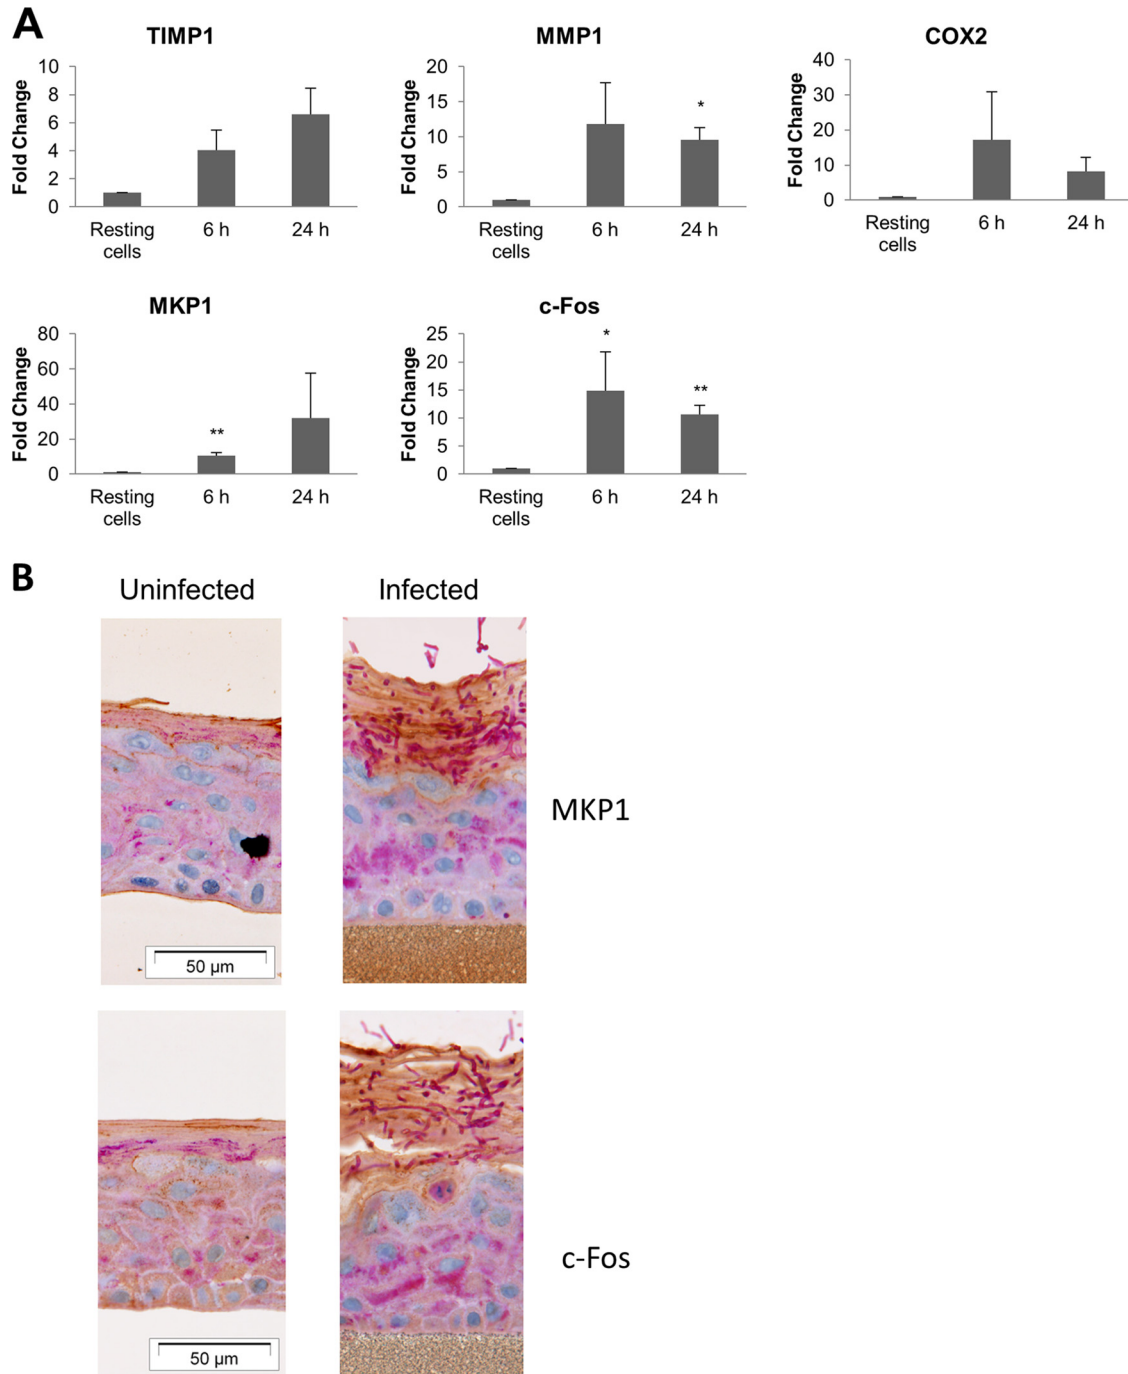 A
TIMP1
MMP1
COX2
10
8
6
4
2
0
Fold Change
Resting cells
6 h
24 h
20
15
10
5
0
Fold Change
Resting cells
6 h
*
24 h
40
30
20
10
0
Fold Change
Resting cells
6 h
24 h
MKP1
c-Fos
80
60
40
20
0
Fold Change
Resting cells
**
6 h
24 h
25
20
15
10
5
0
Fold Change
Resting cells
*
6 h
**
24 h
B
Uninfected
Infected
MKP1
50 µm
c-Fos
50 µm